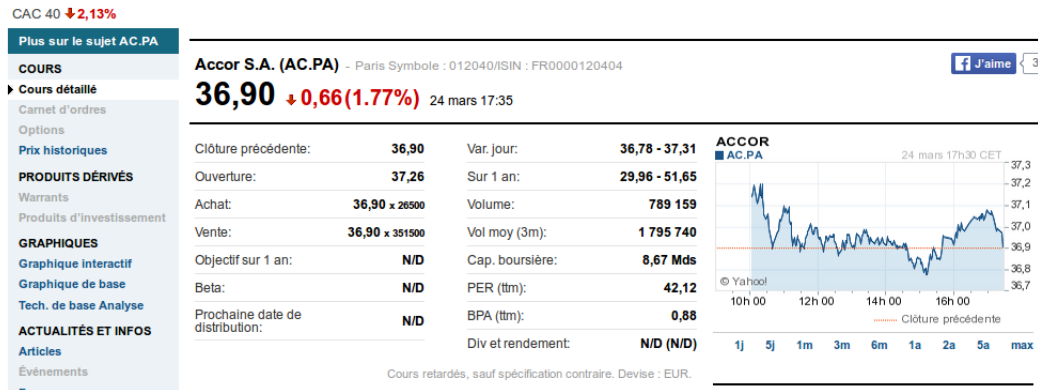 CAC 40 2,13%
Plus sur le sujet AC.PA
COURS
Cours détaillé
Carnet d'ordres
Options
Prix historiques
PRODUITS DÉRIVÉS
Warrants
Produits d'investissement
GRAPHIQUES
Graphique interactif
Graphique de base
Tech. de base Analyse
ACTUALITÉS ET INFOS
Articles
Événements
Accor S.A. (AC.PA) - Paris Symbole : 012040/ISIN : FR0000120404
J'aime 3
36,90 0,66(1.77%) 24 mars 17:35
Clôture précédente: 36,90
Ouverture: 37,26
Achat: 36,90 x 26500
Vente: 36,90 x 351500
Objectif sur 1 an: N/D
Beta: N/D
Prochaine date de
distribution: N/D
Var. jour: 36,78 - 37,31
Sur 1 an: 29,96 - 51,65
Volume: 789 159
Vol moy (3m): 1 795 740
Cap. boursière: 8,67 Mds
PER (ttm): 42,12
BPA (ttm): 0,88
Div et rendement: N/D (N/D)
ACCOR
AC.PA 24 mars 17h30 CET
37,3
37,2
37,1
37,0
36,9
36,8
36,7
© Yahoo!
10h 00 12h 00 14h 00 16h 00
Clôture précédente
1j 5j 1m 3m 6m 1a 2a 5a max
Cours retardés, sauf spécification contraire. Devise : EUR.